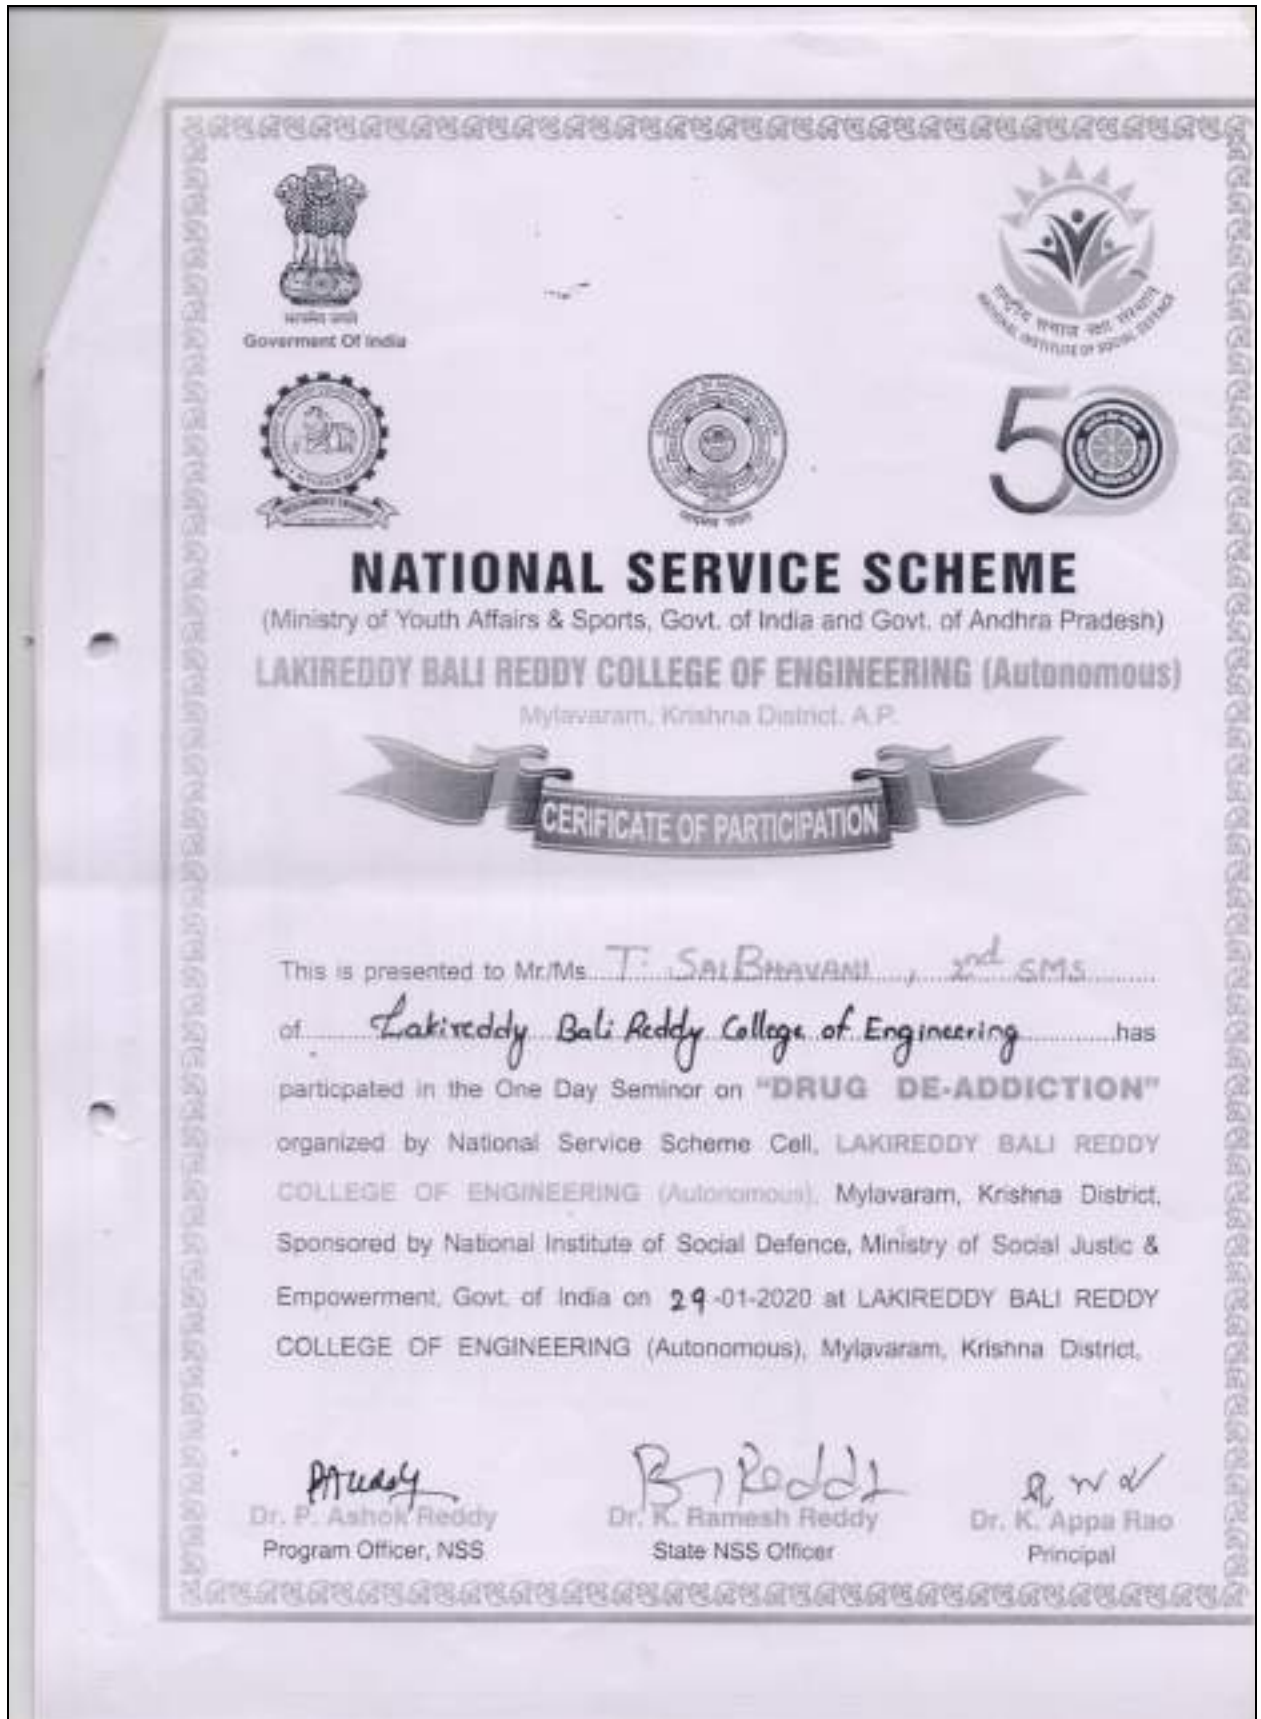 Goverment Of India
NATIONAL INSTITUTE OF SOCIAL DEFENCE
50
NATIONAL SERVICE SCHEME
(Ministry of Youth Affairs & Sports, Govt. of India and Govt. of Andhra Pradesh)
LAKIREDDY BALI REDDY COLLEGE OF ENGINEERING (Autonomous)
Mylavaram, Krishna District. A.P.
CERIFICATE OF PARTICIPATION
This is presented to Mr./Ms. T. SAI BHAVANI, 2nd SMS
of Lakireddy Bali Reddy College of Engineering has
particpated in the One Day Seminor on "DRUG DE-ADDICTION"
organized by National Service Scheme Cell, LAKIREDDY BALI REDDY
COLLEGE OF ENGINEERING (Autonomous), Mylavaram, Krishna District,
Sponsored by National Institute of Social Defence, Ministry of Social Justic &
Empowerment, Govt. of India on 29-01-2020 at LAKIREDDY BALI REDDY
COLLEGE OF ENGINEERING (Autonomous), Mylavaram, Krishna District,
Dr. P. Ashok Reddy Dr. K. Ramesh Reddy Dr. K. Appa Rao
Program Officer, NSS State NSS Officer Principal